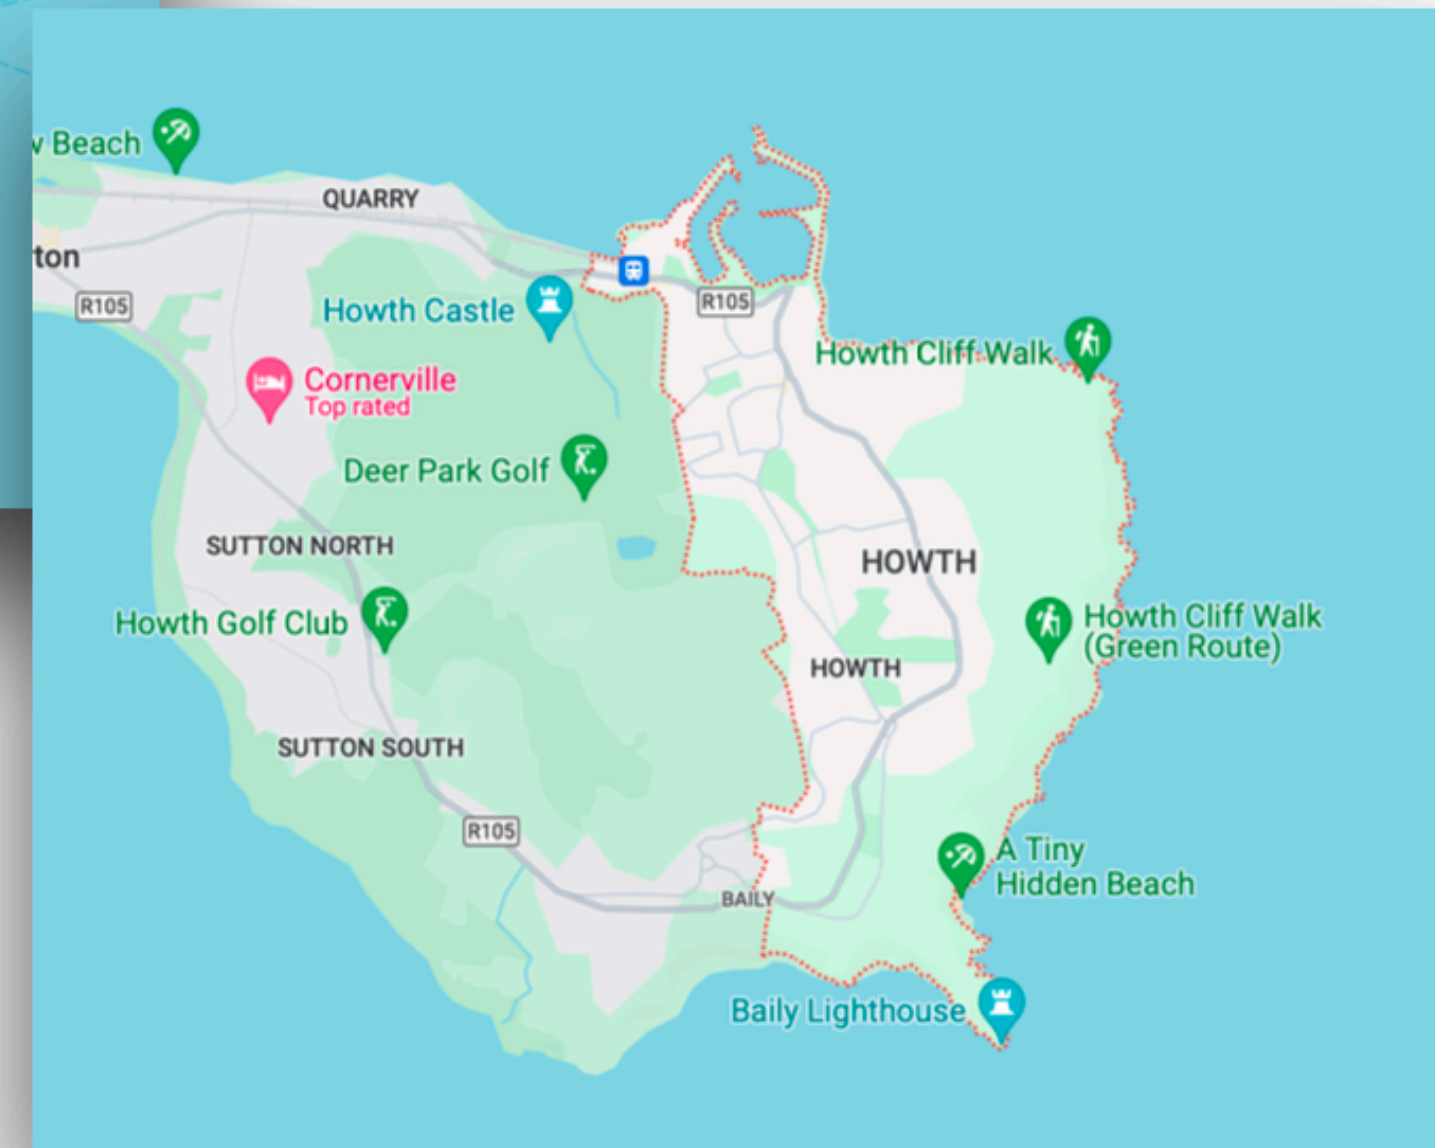 w Beach
QUARRY
ton
R105
Howth Castle
R105
Howth Cliff Walk
Cornerville
Top rated
Deer Park Golf
SUTTON NORTH
HOWTH
Howth Golf Club
Howth Cliff Walk
(Green Route)
HOWTH
SUTTON SOUTH
R105
A Tiny
Hidden Beach
BAILY
Baily Lighthouse